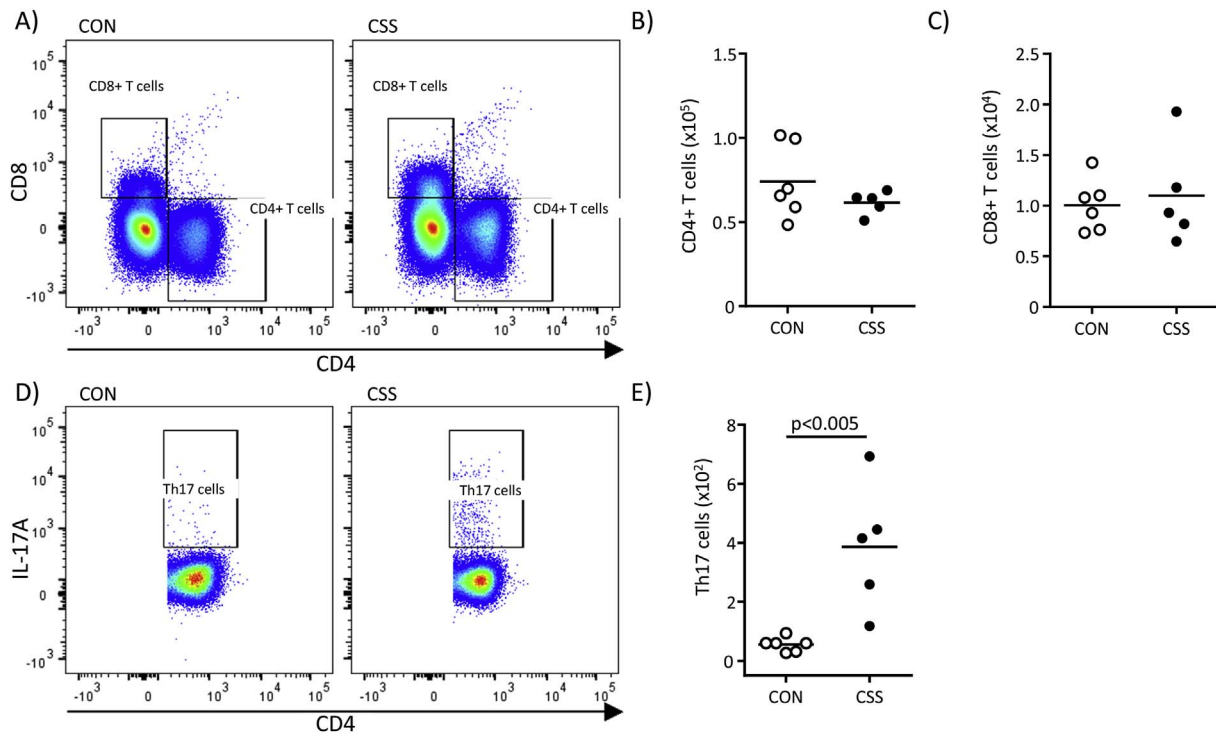 A)
CON
CSS
CD8+ T cells
CD8+ T cells
CD4+ T cells
CD4+ T cells
10^5
10^4
10^3
0
-10^3
CD8
-10^3 0 10^3 10^4 10^5
-10^3 0 10^3 10^4 10^5
CD4
B)
1.5
1.0
0.5
0
CD4+ T cells (x10^5)
CON CSS
C)
2.5
2.0
1.5
1.0
0.5
0
CD8+ T cells (x10^4)
CON CSS
D)
CON
CSS
Th17 cells
Th17 cells
10^5
10^4
10^3
0
-10^3
IL-17A
-10^3 0 10^3 10^4 10^5
-10^3 0 10^3 10^4 10^5
CD4
E)
p<0.005
8
6
4
2
0
Th17 cells (x10^2)
CON CSS